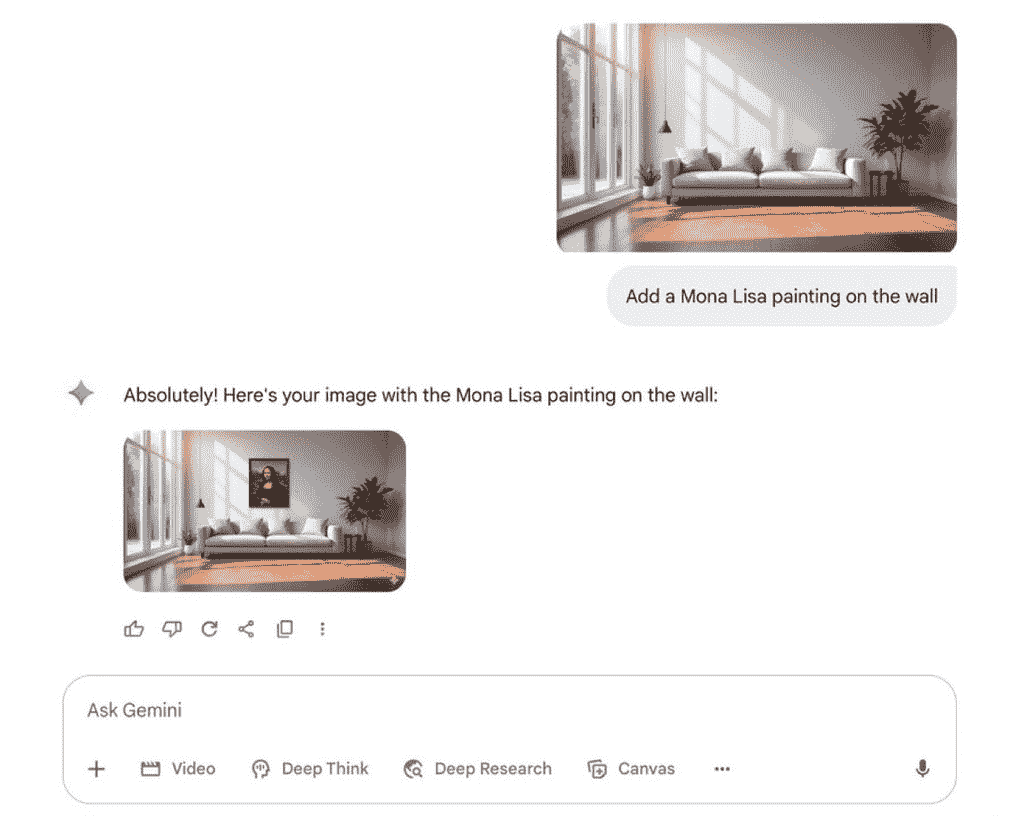 Add a Mona Lisa painting on the wall
Absolutely! Here's your image with the Mona Lisa painting on the wall:
Ask Gemini
Video
Deep Think
Deep Research
Canvas